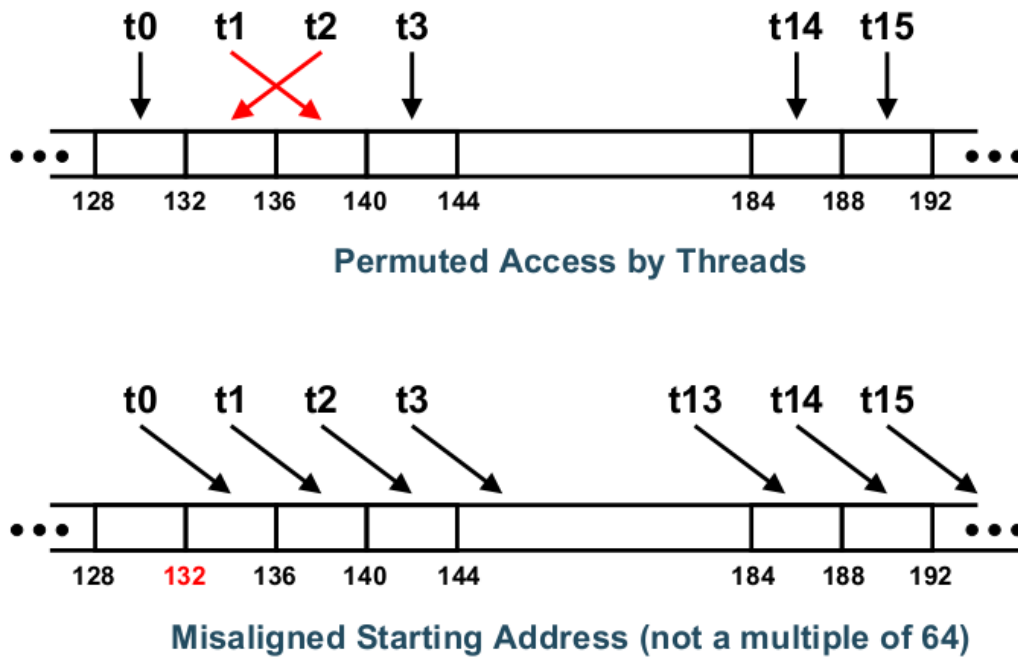 t0 t1 t2 t3 t14 t15
128 132 136 140 144 184 188 192
Permuted Access by Threads
t0 t1 t2 t3 t13 t14 t15
128 132 136 140 144 184 188 192
Misaligned Starting Address (not a multiple of 64)